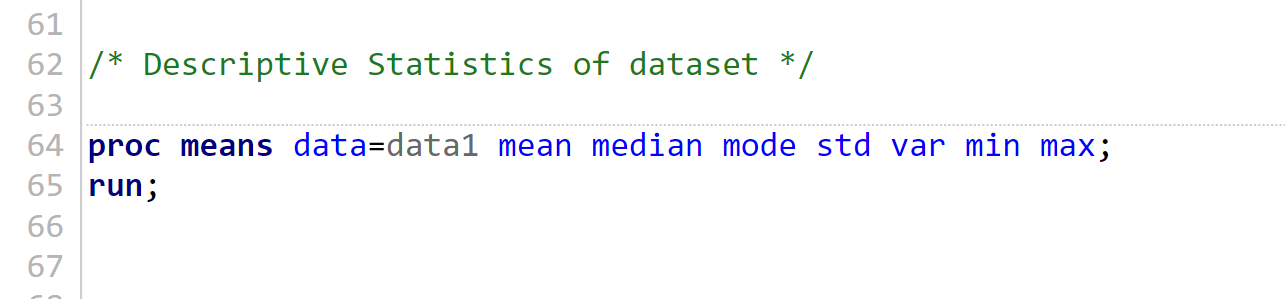 61
62 /* Descriptive Statistics of dataset */
63
64 proc means data=data1 mean median mode std var min max;
65 run;
66
67